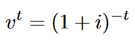 v^t = (1 + i)^{-t}